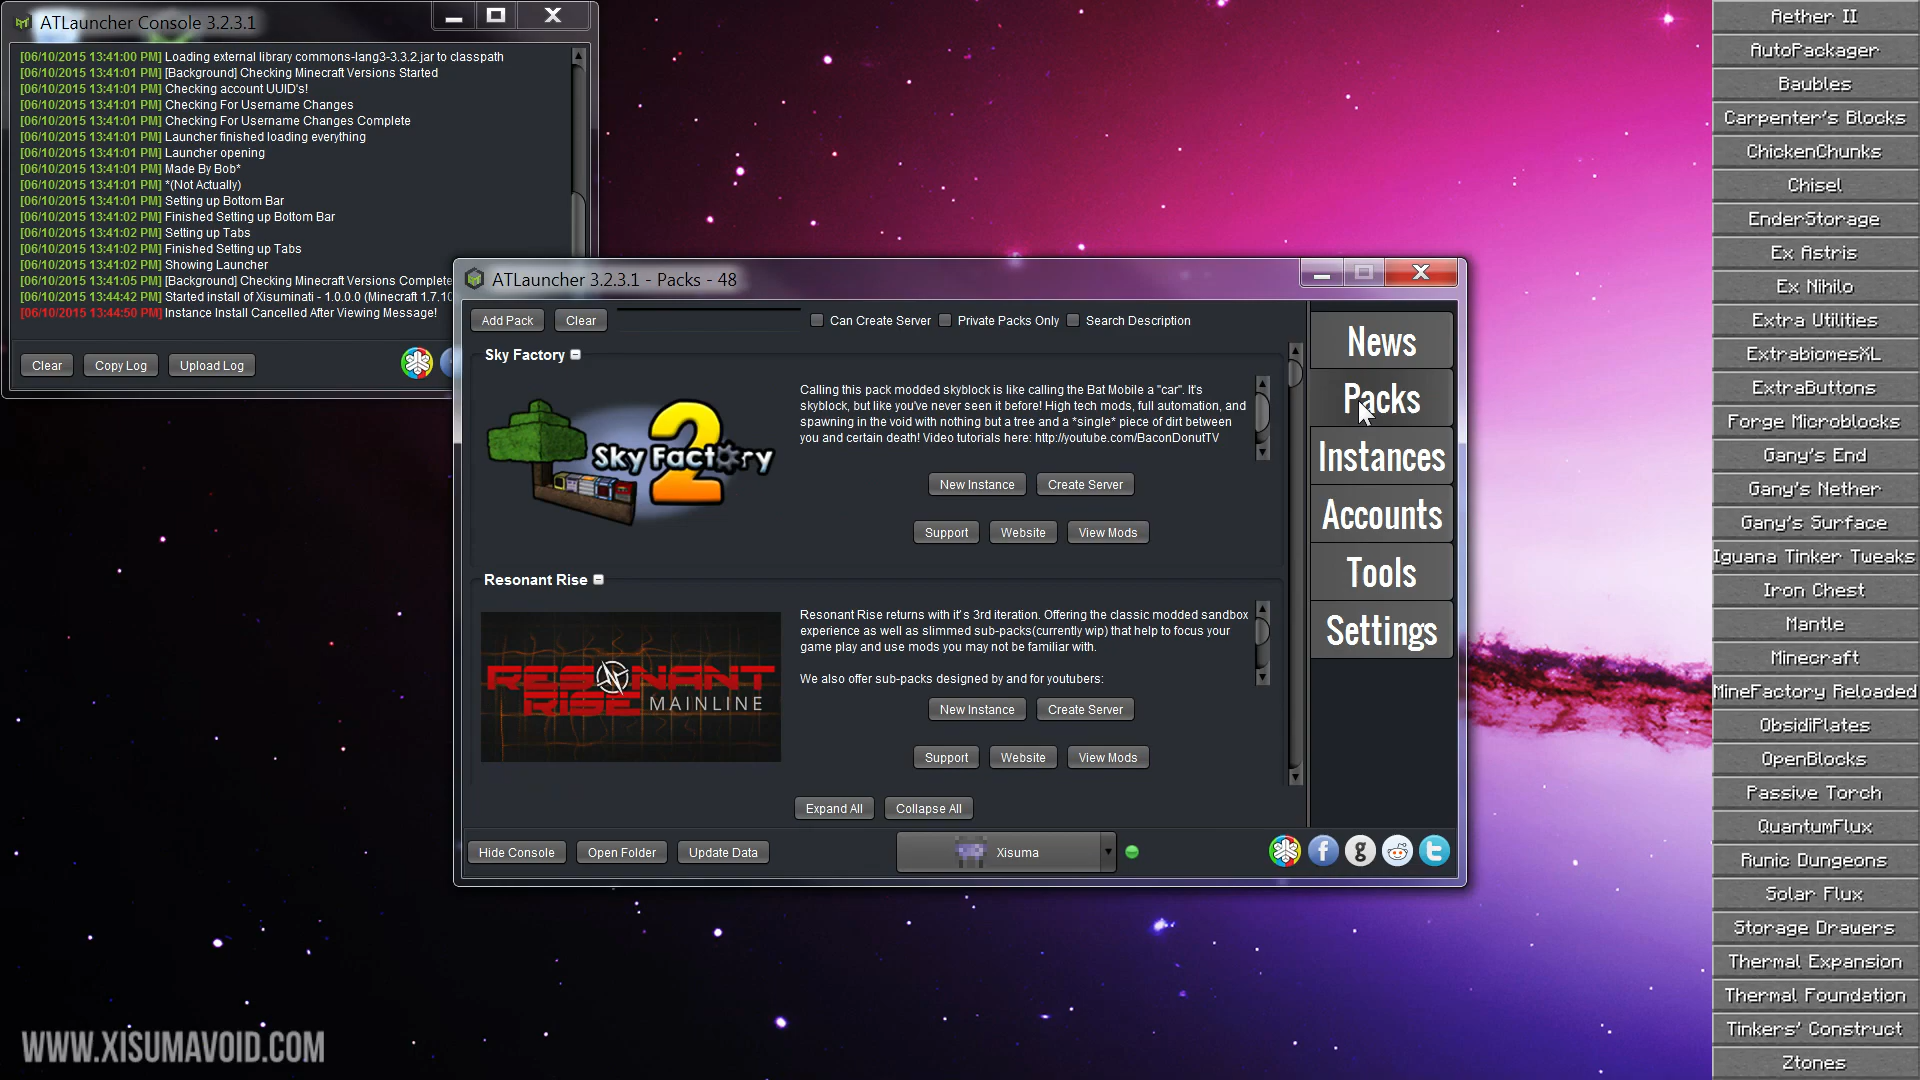 ATLauncher Console 3.2.3.1
[06/10/2015 13:41:00 PM] Loading external library commons-lang3-3.3.2.jar to classpath
[06/10/2015 13:41:01 PM] [Background] Checking Minecraft Versions Started
[06/10/2015 13:41:01 PM] Checking account UUID's!
[06/10/2015 13:41:01 PM] Checking For Username Changes
[06/10/2015 13:41:01 PM] Checking For Username Changes Complete
[06/10/2015 13:41:01 PM] Launcher finished loading everything
[06/10/2015 13:41:01 PM] Launcher opening
[06/10/2015 13:41:01 PM] Made By Bob*
[06/10/2015 13:41:01 PM] *(Not Actually)
[06/10/2015 13:41:01 PM] Setting up Bottom Bar
[06/10/2015 13:41:02 PM] Finished Setting up Bottom Bar
[06/10/2015 13:41:02 PM] Setting up Tabs
[06/10/2015 13:41:02 PM] Finished Setting up Tabs
[06/10/2015 13:41:02 PM] Showing Launcher
[06/10/2015 13:41:05 PM] [Background] Checking Minecraft Versions Complete
[06/10/2015 13:44:42 PM] Started install of Xisuminati - 1.0.0.0 (Minecraft 1.7.10
[06/10/2015 13:44:50 PM] Instance Install Cancelled After Viewing Message!
Clear
Copy Log
Upload Log
ATLauncher 3.2.3.1 - Packs - 48
Add Pack
Clear
Can Create Server
Private Packs Only
Search Description
Sky Factory
Sky Factory
2
Calling this pack modded skyblock is like calling the Bat Mobile a "car". It's
skyblock, but like you've never seen it before! High tech mods, full automation, and
spawning in the void with nothing but a tree and a *single* piece of dirt between
you and certain death! Video tutorials here: http://youtube.com/BaconDonutTV
New Instance
Create Server
Support
Website
View Mods
Resonant Rise
RESONANT
RISE MAINLINE
Resonant Rise returns with it's 3rd iteration. Offering the classic modded sandbox
experience as well as slimmed sub-packs(currently wip) that help to focus your
game play and use mods you may not be familiar with.
We also offer sub-packs designed by and for youtubers:
New Instance
Create Server
Support
Website
View Mods
Expand All
Collapse All
Hide Console
Open Folder
Update Data
Xisuma
News
Packs
Instances
Accounts
Tools
Settings
Aether II
AutoPackager
Baubles
Carpenter's Blocks
ChickenChunks
Chisel
EnderStorage
Ex Astris
Ex Nihilo
Extra Utilities
ExtrabiomesXL
ExtraButtons
Forge Microblocks
Gany's End
Gany's Nether
Gany's Surface
Iguana Tinker Tweaks
Iron Chest
Mantle
Minecraft
MineFactory Reloaded
ObsidiPlates
OpenBlocks
Passive Torch
QuantumFlux
Runic Dungeons
Solar Flux
Storage Drawers
Thermal Expansion
Thermal Foundation
Tinkers' Construct
Ztones
WWW.XISUMAVOID.COM